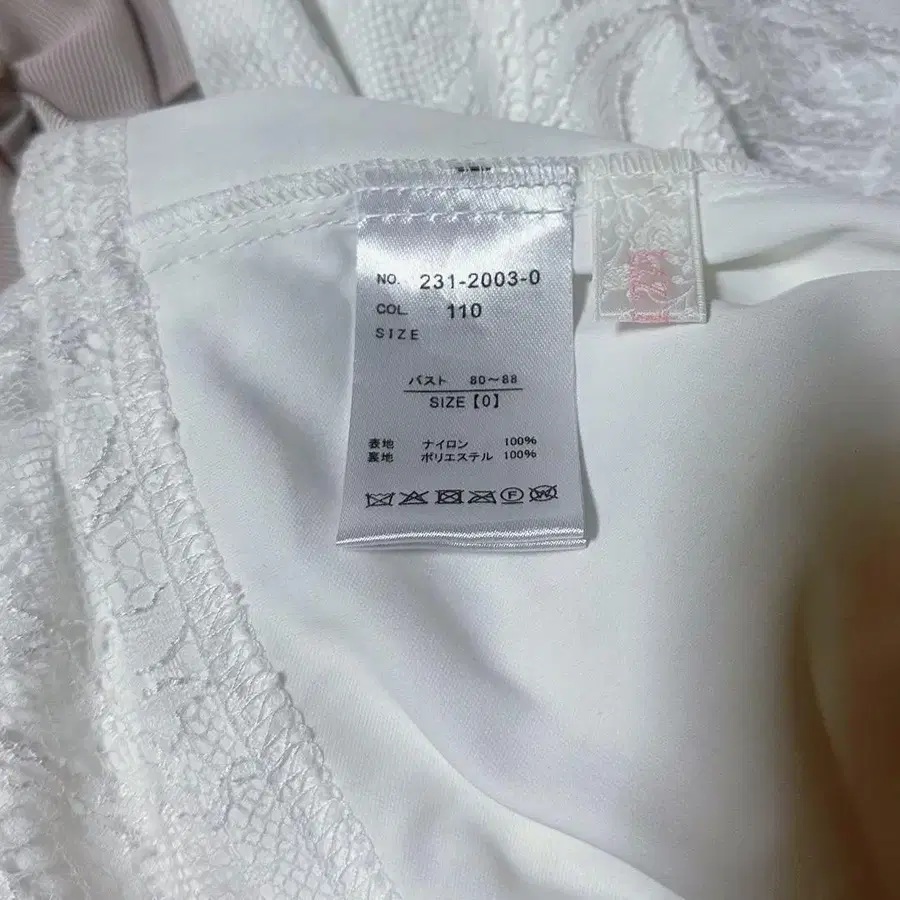 NO. 231-2003-0
COL. 110
SIZE
バスト 80～88
SIZE【0】
表地 ナイロン 100%
裏地 ポリエステル 100%
F W